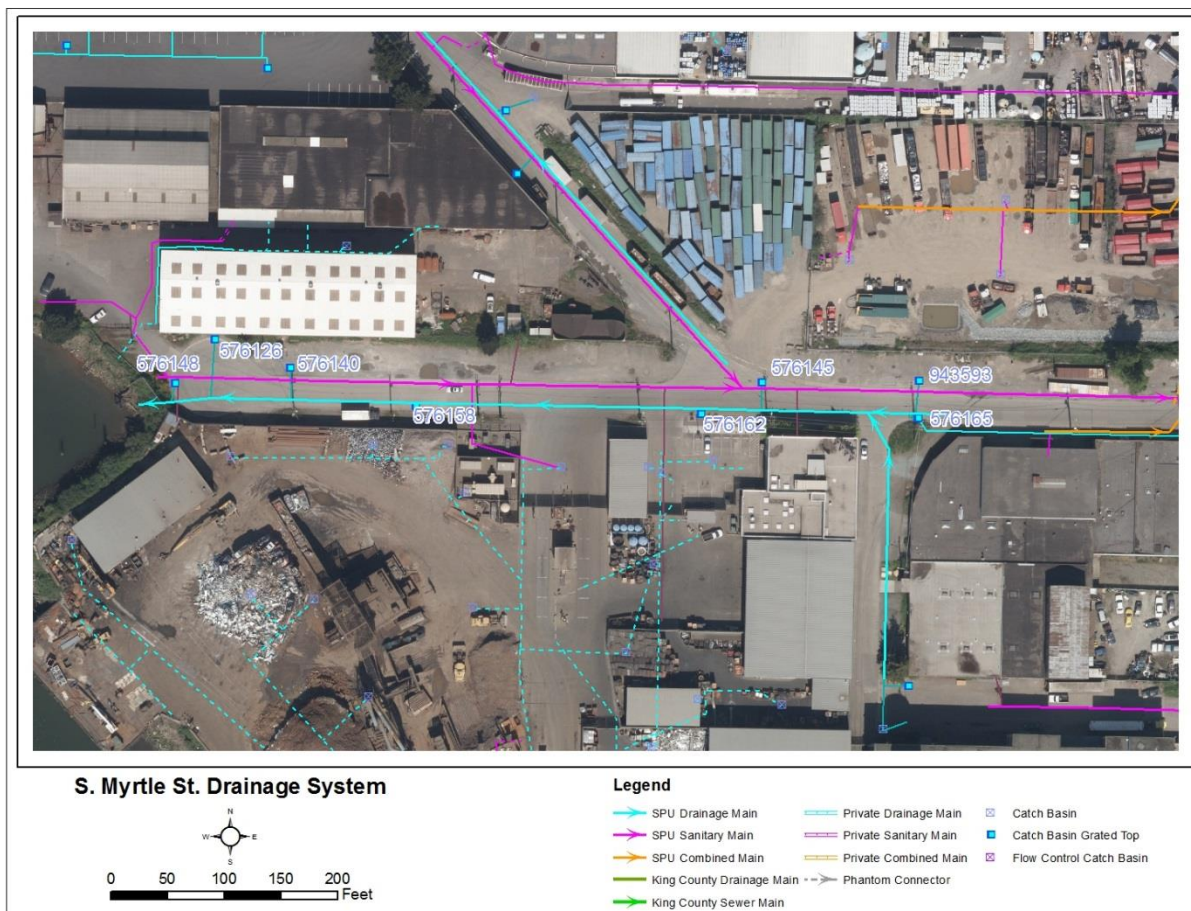 576126
576140
576148
576145
943593
576158
576162
576165
S. Myrtle St. Drainage System
N
W E
S
0 50 100 150 200
Feet
Legend
SPU Drainage Main
SPU Sanitary Main
SPU Combined Main
King County Drainage Main
King County Sewer Main
Private Drainage Main
Private Sanitary Main
Private Combined Main
Phantom Connector
Catch Basin
Catch Basin Grated Top
Flow Control Catch Basin